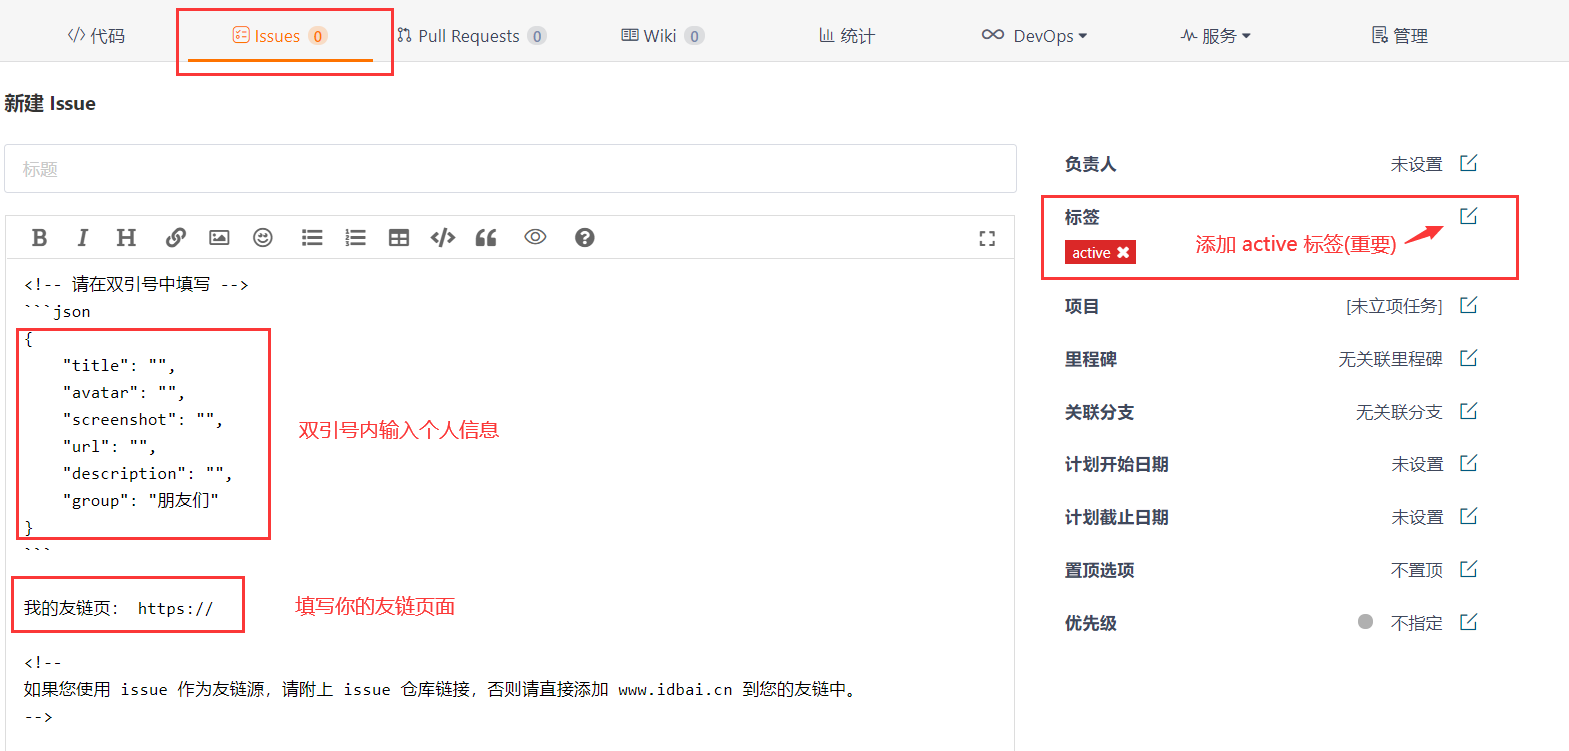 代码
Issues 0
Pull Requests 0
Wiki 0
统计
DevOps
服务
管理
新建 Issue
标题
<!-- 请在双引号中填写 -->
```json
{
"title": "",
"avatar": "",
"screenshot": "",
"url": "",
"description": "",
"group": "朋友们"
}
```
双引号内输入个人信息
我的友链页： https://
填写你的友链页面
<!--
如果您使用 issue 作为友链源，请附上 issue 仓库链接，否则请直接添加 www.idbai.cn 到您的友链中。
-->
负责人 未设置
标签
active
添加 active 标签(重要)
项目 [未立项任务]
里程碑 无关联里程碑
关联分支 无关联分支
计划开始日期 未设置
计划截止日期 未设置
置顶选项 不置顶
优先级 不指定